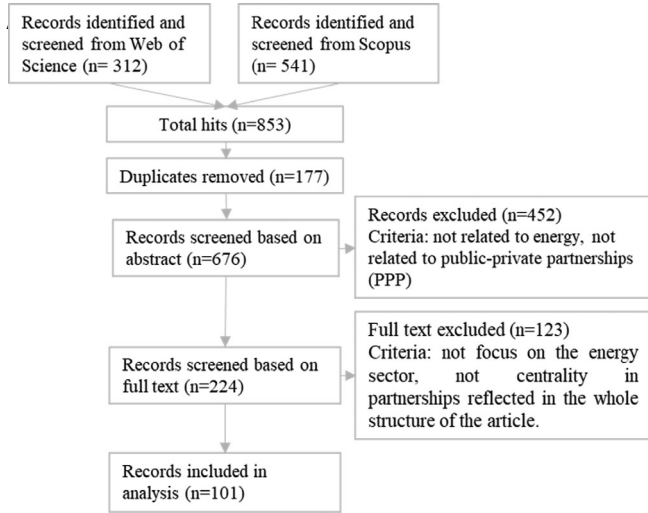 Records identified and
screened from Web of
Science (n= 312)
Records identified and
screened from Scopus
(n= 541)
Total hits (n=853)
Duplicates removed (n=177)
Records screened based on
abstract (n=676)
Records excluded (n=452)
Criteria: not related to energy, not
related to public-private partnerships
(PPP)
Records screened based on
full text (n=224)
Full text excluded (n=123)
Criteria: not focus on the energy
sector, not centrality in
partnerships reflected in the whole
structure of the article.
Records included in
analysis (n=101)